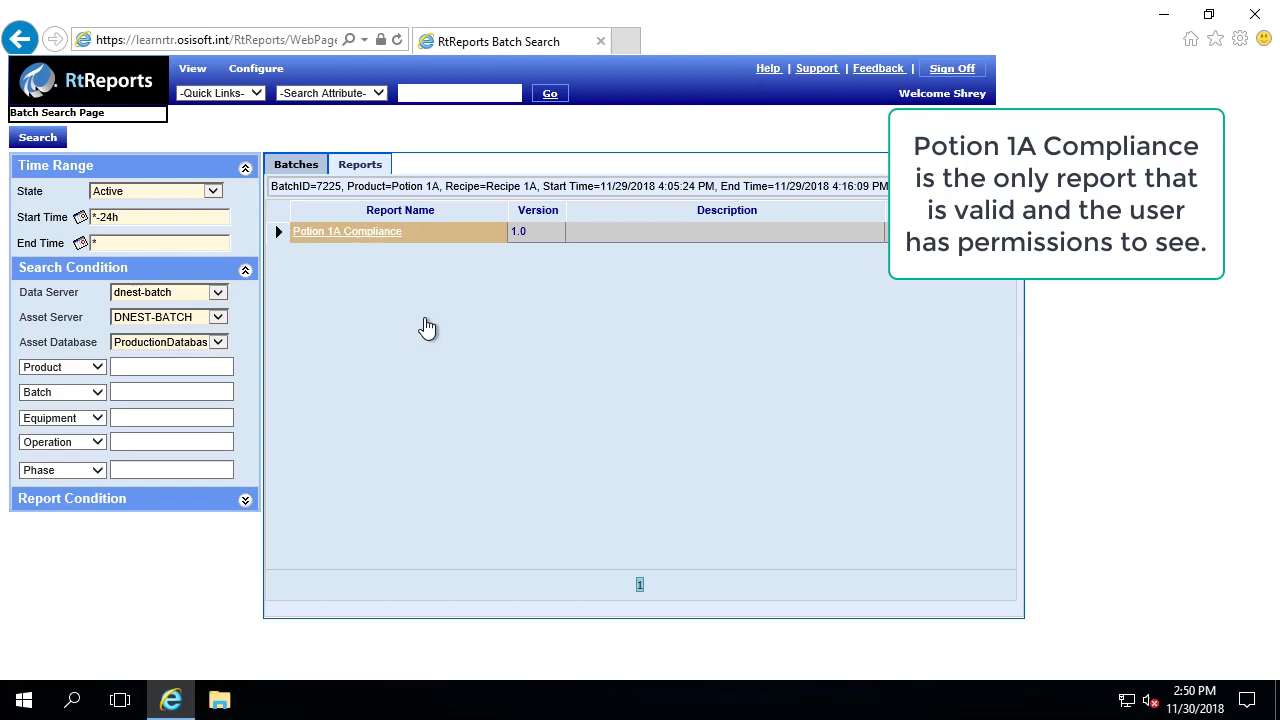 https://learnrtr.osisoft.int/RtReports/WebPage
RtReports Batch Search
RtReports
View
Configure
Help | Support | Feedback | Sign Off
-Quick Links-
-Search Attribute-
Go
Welcome Shrey
Batch Search Page
Search
Potion 1A Compliance
is the only report that
is valid and the user
has permissions to see.
Time Range
State
Active
Start Time
*-24h
End Time
*
Search Condition
Data Server
dnest-batch
Asset Server
DNEST-BATCH
Asset Database
ProductionDatabas
Product
Batch
Equipment
Operation
Phase
Report Condition
Batches
Reports
BatchID=7225, Product=Potion 1A, Recipe=Recipe 1A, Start Time=11/29/2018 4:05:24 PM, End Time=11/29/2018 4:16:09 PM
Report Name
Version
Description
Potion 1A Compliance
1.0
1
2:50 PM
11/30/2018